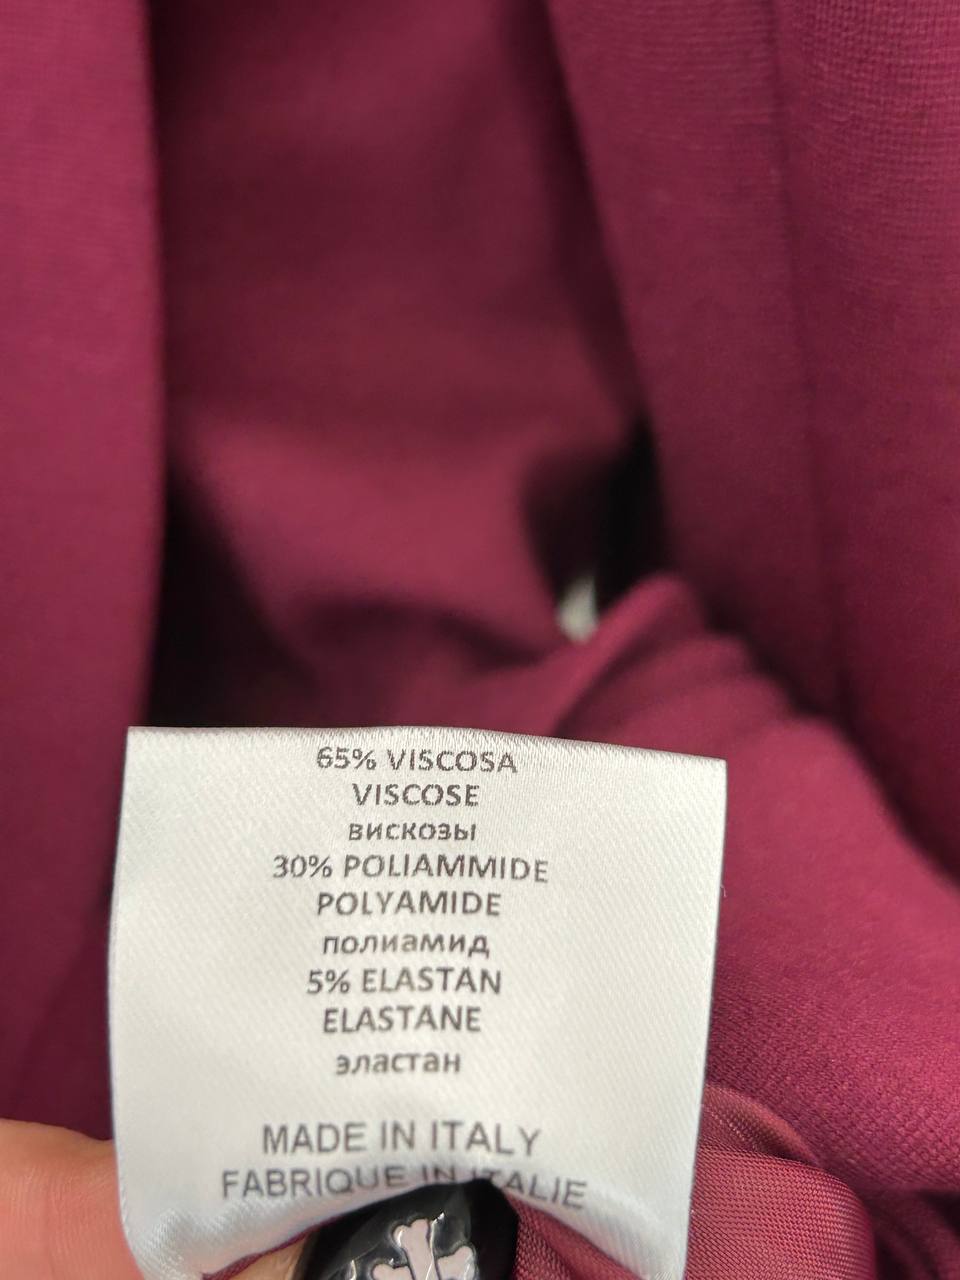 65% VISCOSA
VISCOSE
вискозы
30% POLIAMMIDE
POLYAMIDE
полиамид
5% ELASTAN
ELASTANE
эластан
MADE IN ITALY
FABRIQUE IN ITALIE